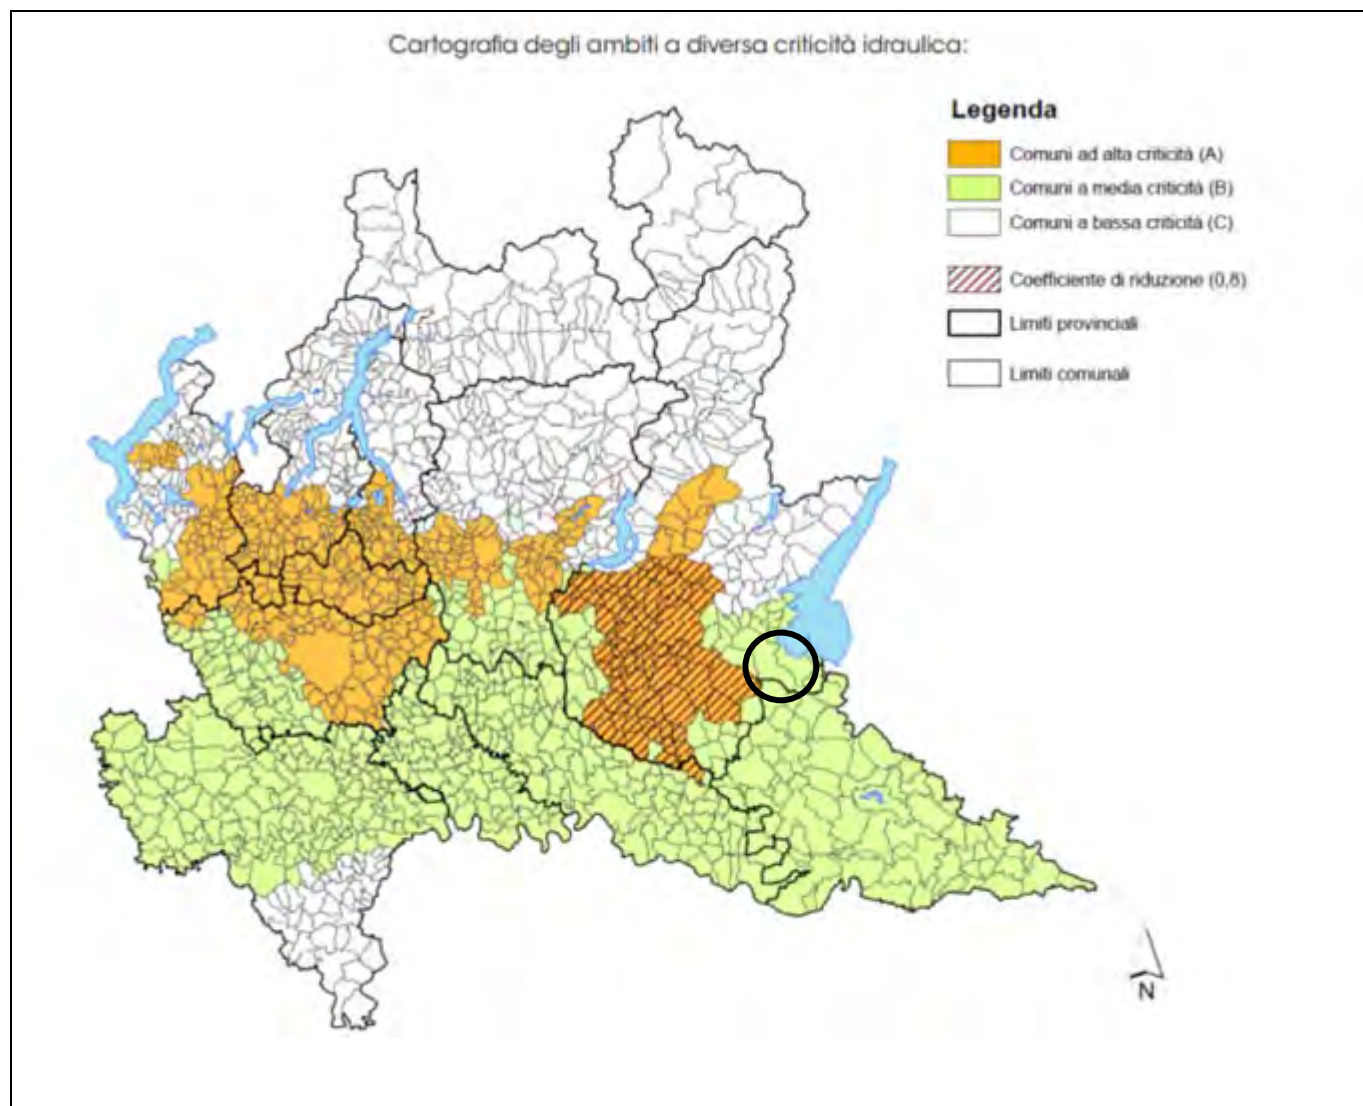 Cartografia degli ambiti a diversa criticità idraulica:
Legenda
Comuni ad alta criticità (A)
Comuni a media criticità (B)
Comuni a bassa criticità (C)
Coefficiente di riduzione (0,8)
Limiti provinciali
Limiti comunali
N